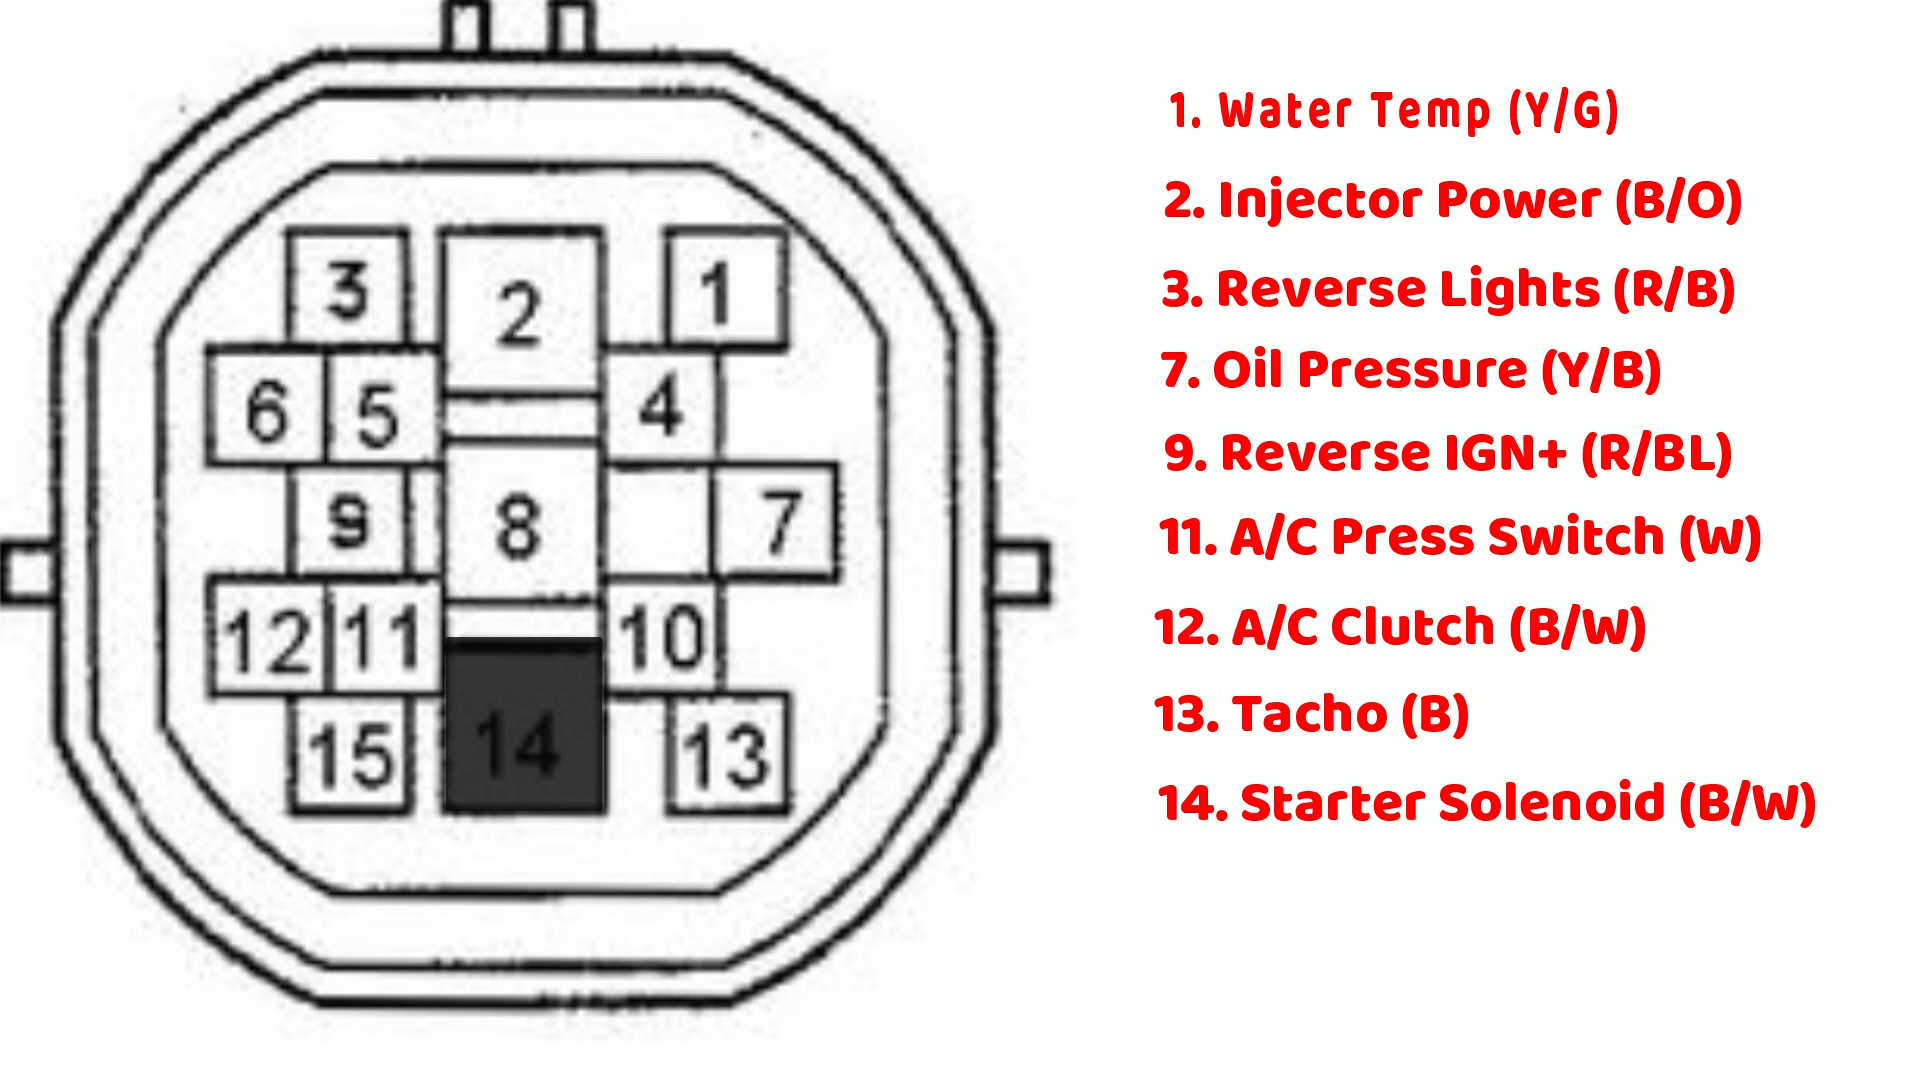 3 2 1
6 5 4
9 8 7
12 11 10
15 14 13
1. Water Temp (Y/G)
2. Injector Power (B/O)
3. Reverse Lights (R/B)
7. Oil Pressure (Y/B)
9. Reverse IGN+ (R/BL)
11. A/C Press Switch (W)
12. A/C Clutch (B/W)
13. Tacho (B)
14. Starter Solenoid (B/W)